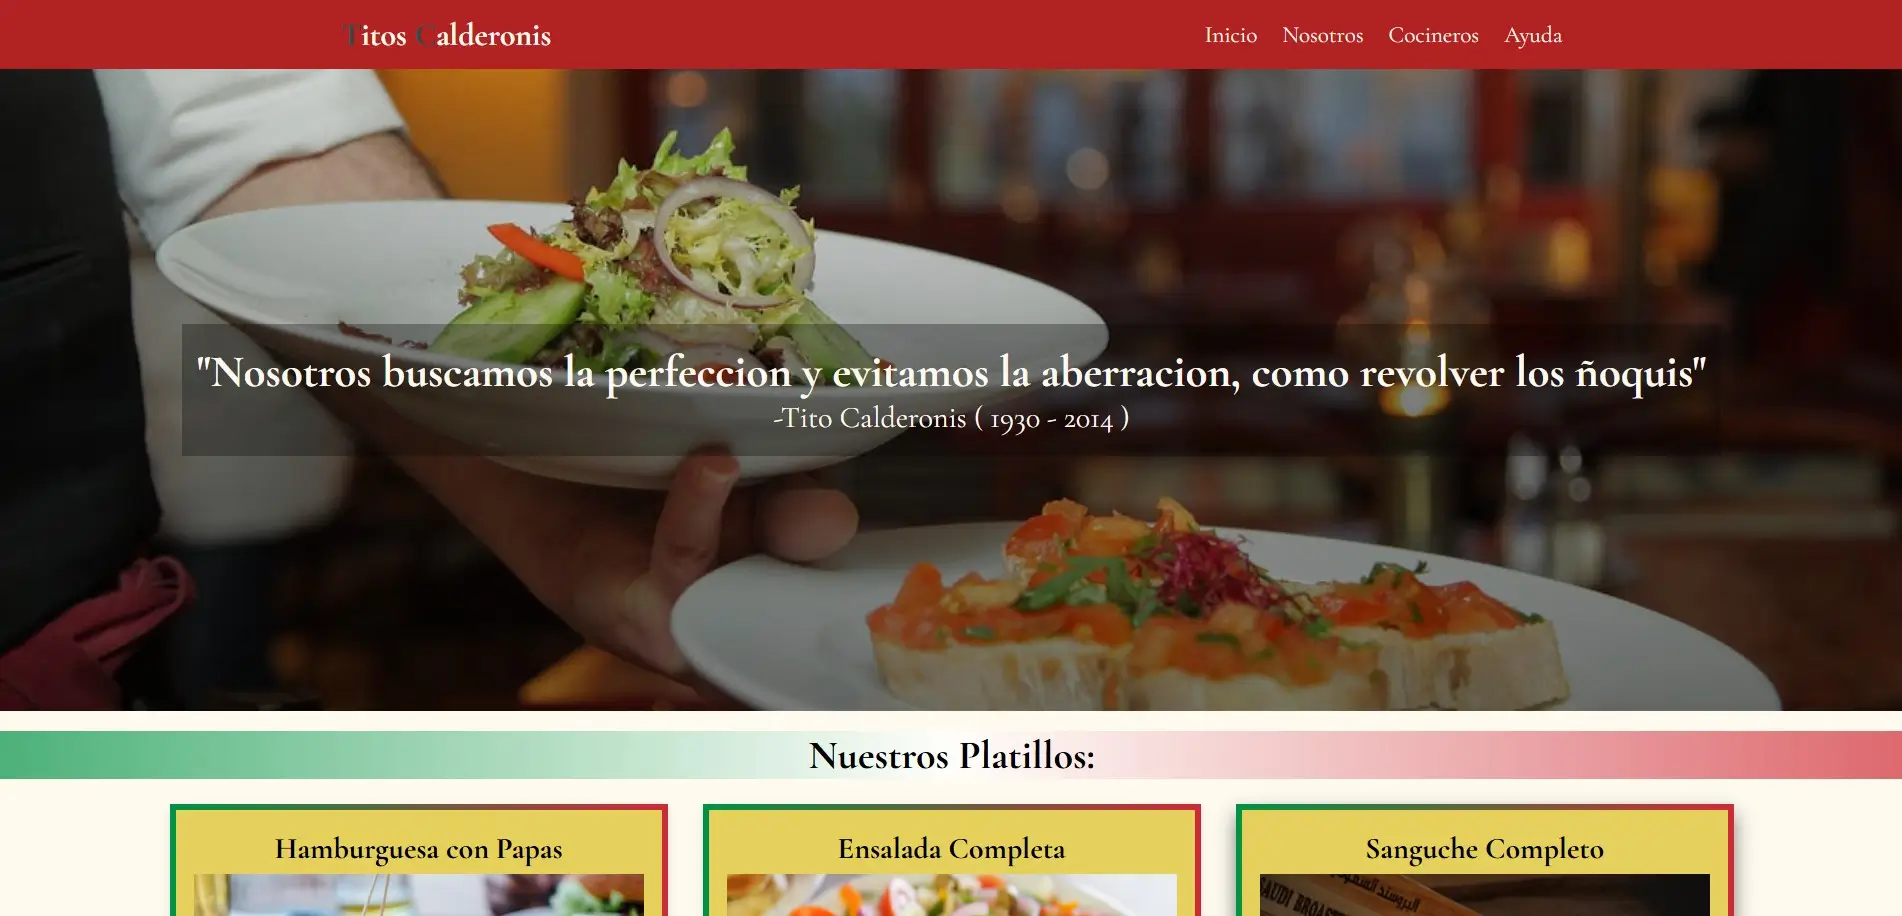 Titos Calderonis
Inicio Nosotros Cocineros Ayuda
"Nosotros buscamos la perfeccion y evitamos la aberracion, como revolver los ñoquis"
-Tito Calderonis ( 1930 - 2014 )
Nuestros Platillos:
Hamburguesa con Papas
Ensalada Completa
Sanguche Completo
SAUDI